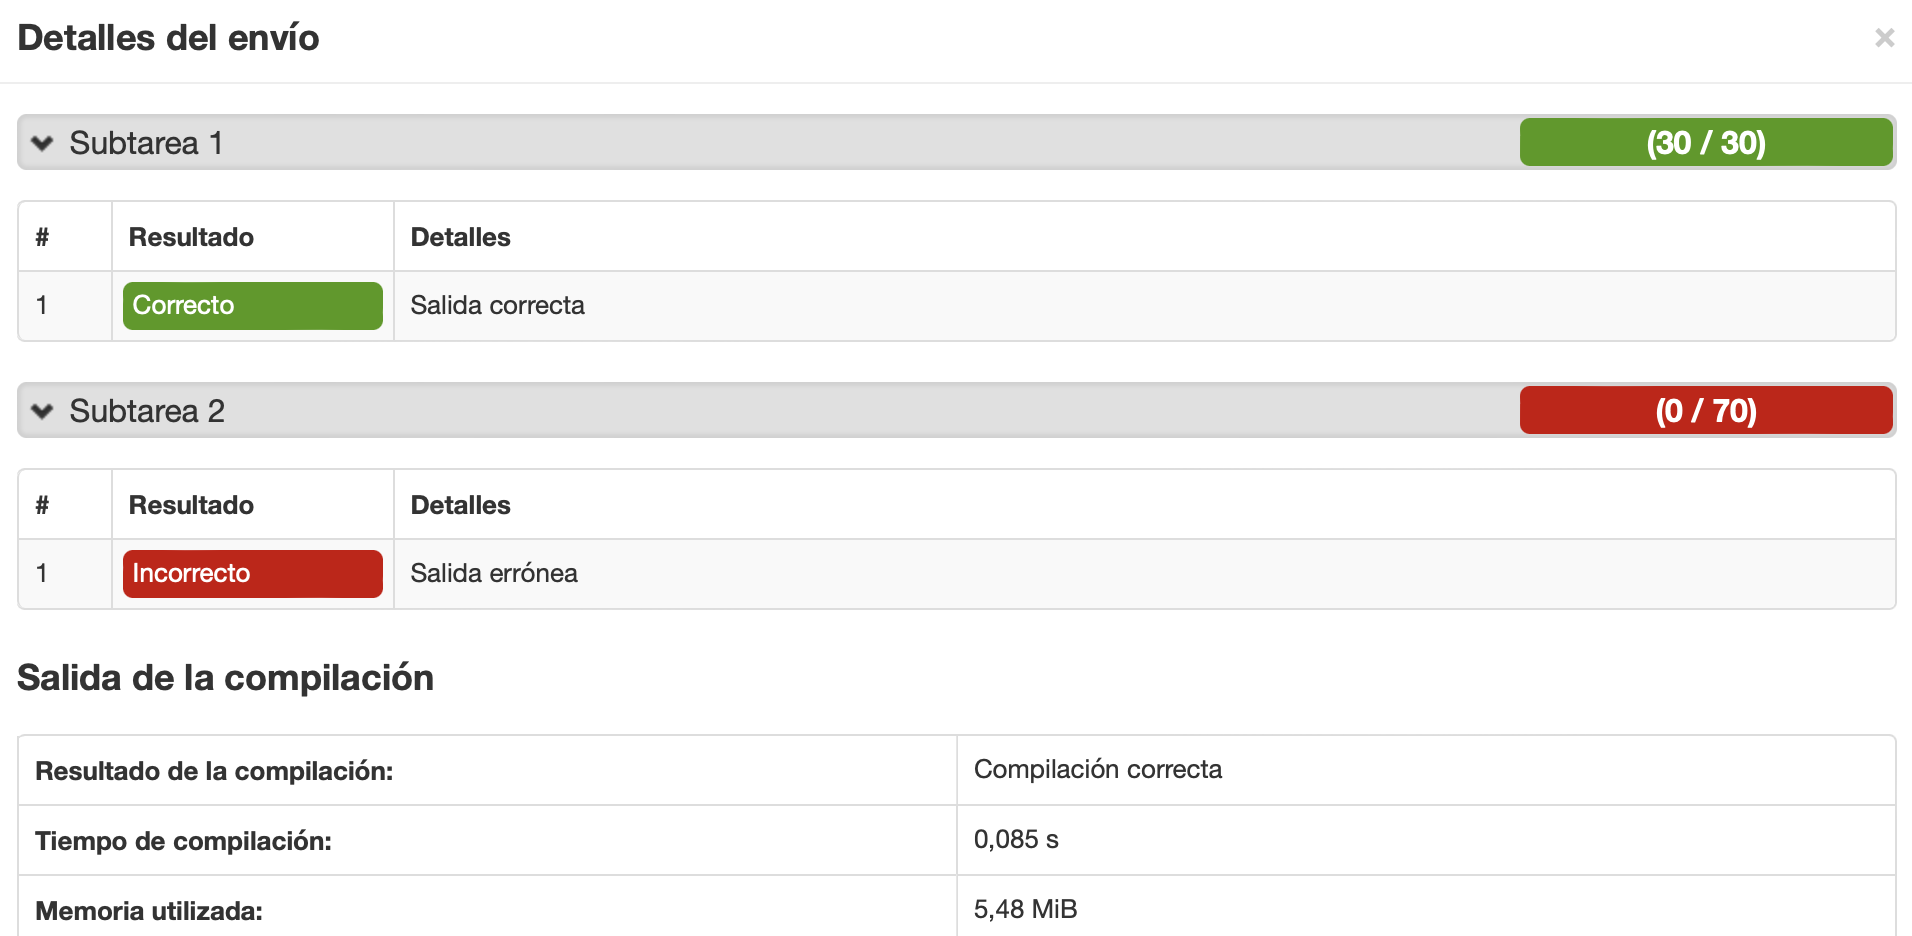 Detalles del envío ×
Subtarea 1 (30 / 30)
# Resultado Detalles
1 Correcto Salida correcta
Subtarea 2 (0 / 70)
# Resultado Detalles
1 Incorrecto Salida errónea
Salida de la compilación
Resultado de la compilación: Compilación correcta
Tiempo de compilación: 0,085 s
Memoria utilizada: 5,48 MiB